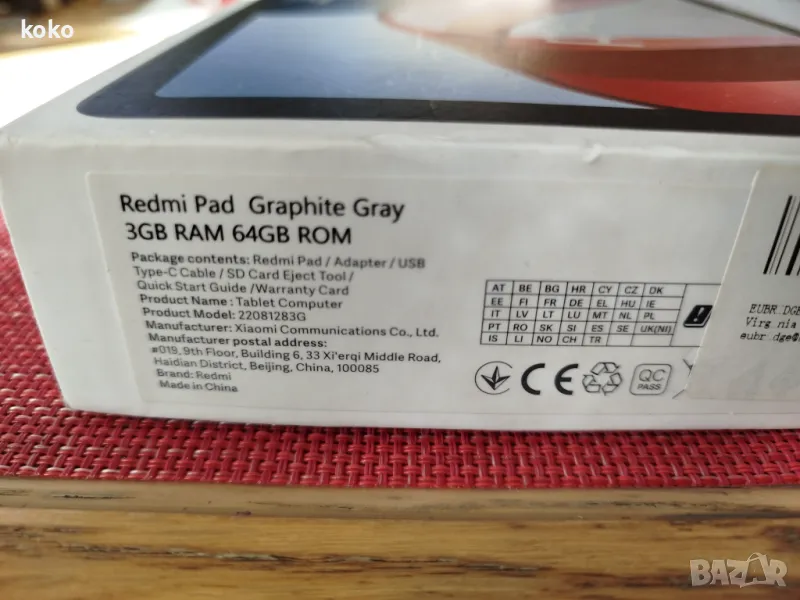 koko
Redmi Pad Graphite Gray
3GB RAM 64GB ROM
Package contents: Redmi Pad / Adapter / USB
Type-C Cable / SD Card Eject Tool /
Quick Start Guide / Warranty Card
Product Name : Tablet Computer
Product Model: 22081283G
Manufacturer: Xiaomi Communications Co., Ltd.
Manufacturer postal address:
#019, 9th Floor, Building 6, 33 Xi'erqi Middle Road,
Haidian District, Beijing, China, 100085
Brand: Redmi
Made in China
AT BE BG HR CY CZ DK
EE FI FR DE EL HU IE
IT LV LT LU MT NL PL
PT RO SK SI ES SE UK(NI)
IS LI NO CH TR
CE
QC
PASS
EUBR
Virg nia
eubr
BAZAR